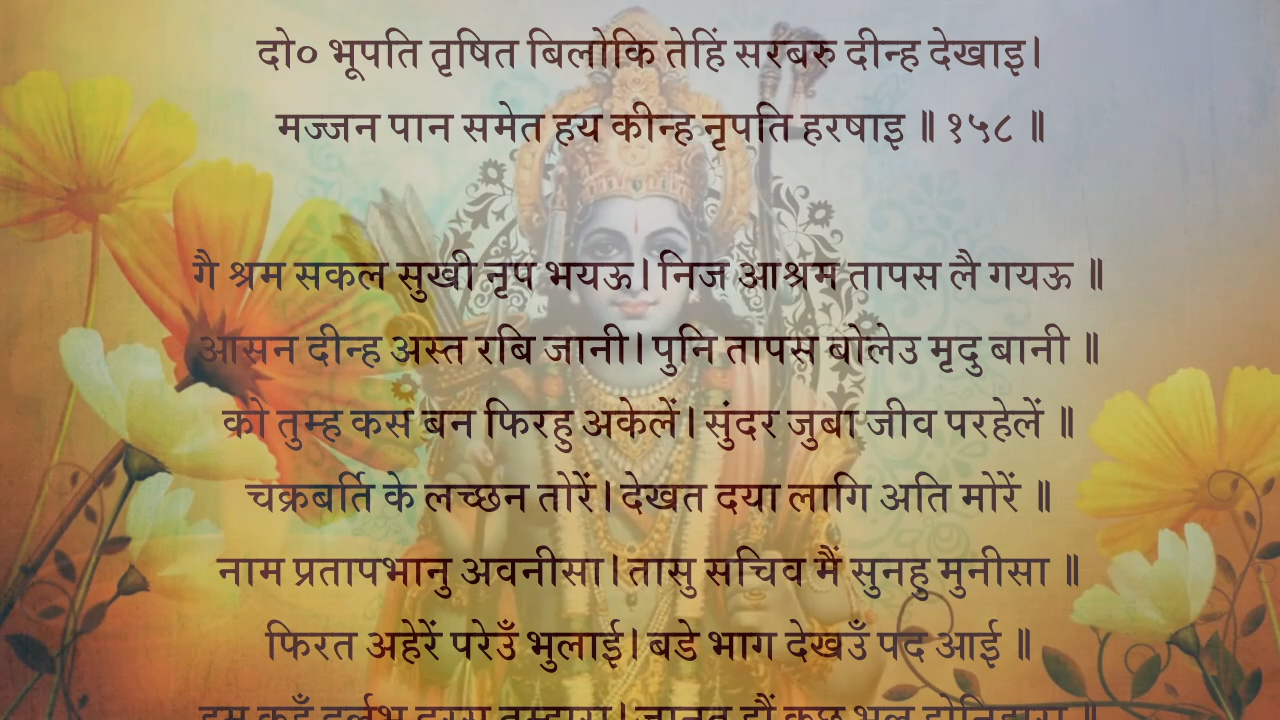 दो० भूपति तृषित बिलोकि तेहिं सरबरु दीन्ह देखाइ।
मज्जन पान समेत हय कीन्ह नृपति हरषाइ ॥ १५८ ॥
गै श्रम सकल सुखी नृप भयऊ। निज आश्रम तापस लै गयऊ ॥
आसन दीन्ह अस्त रबि जानी। पुनि तापस बोलेउ मृदु बानी ॥
को तुम्ह कस बन फिरहु अकेलें। सुंदर जुबा जीव परहेलें ॥
चक्रबर्ति के लच्छन तोरें। देखत दया लागि अति मोरें ॥
नाम प्रतापभानु अवनीसा। तासु सचिव मैं सुनहु मुनीसा ॥
फिरत अहेरें परेउँ भुलाई। बडे भाग देखउँ पद आई ॥